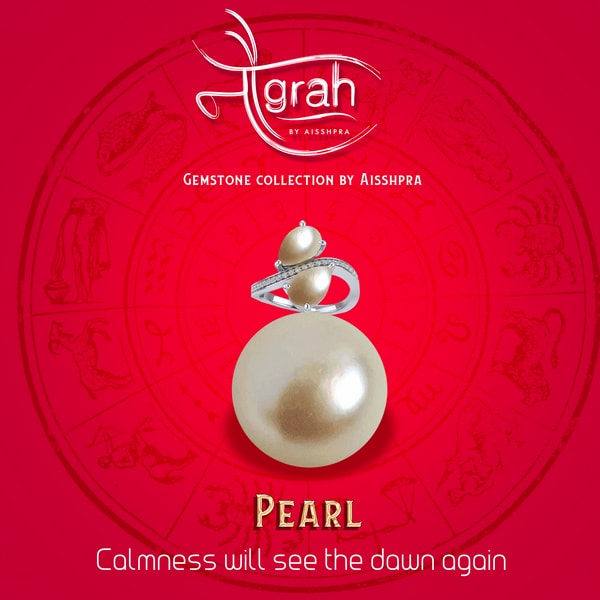 नैgrah
BY AISSHPRA
GEMSTONE COLLECTION BY AISSHPRA
PEARL
Calmness will see the dawn again